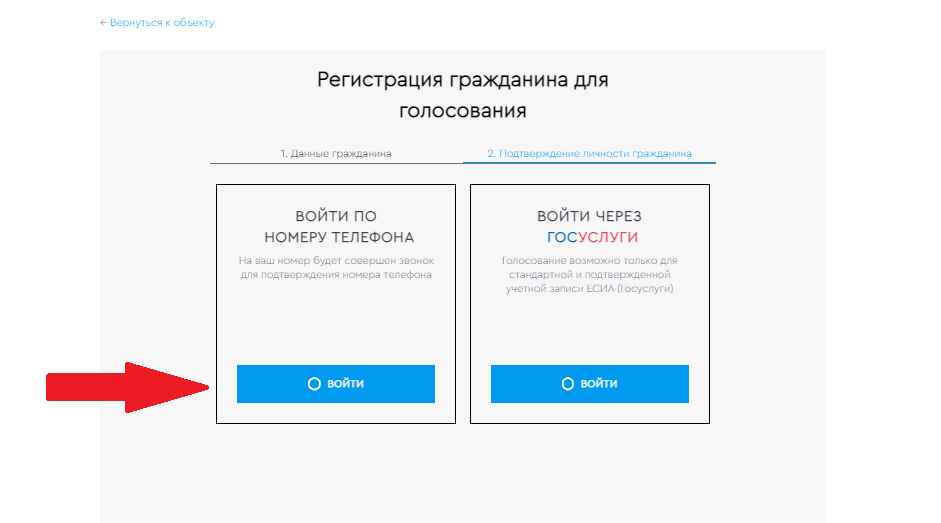 ← Вернуться к объекту
Регистрация гражданина для
голосования
1. Данные гражданина
2. Подтверждение личности гражданина
ВОЙТИ ПО
НОМЕРУ ТЕЛЕФОНА
На ваш номер будет совершен звонок
для подтверждения номера телефона
ВОЙТИ
ВОЙТИ ЧЕРЕЗ
ГОСУСЛУГИ
Голосование возможно только для
стандартной и подтвержденной
учетной записи ЕСИА (Госуслуги)
ВОЙТИ